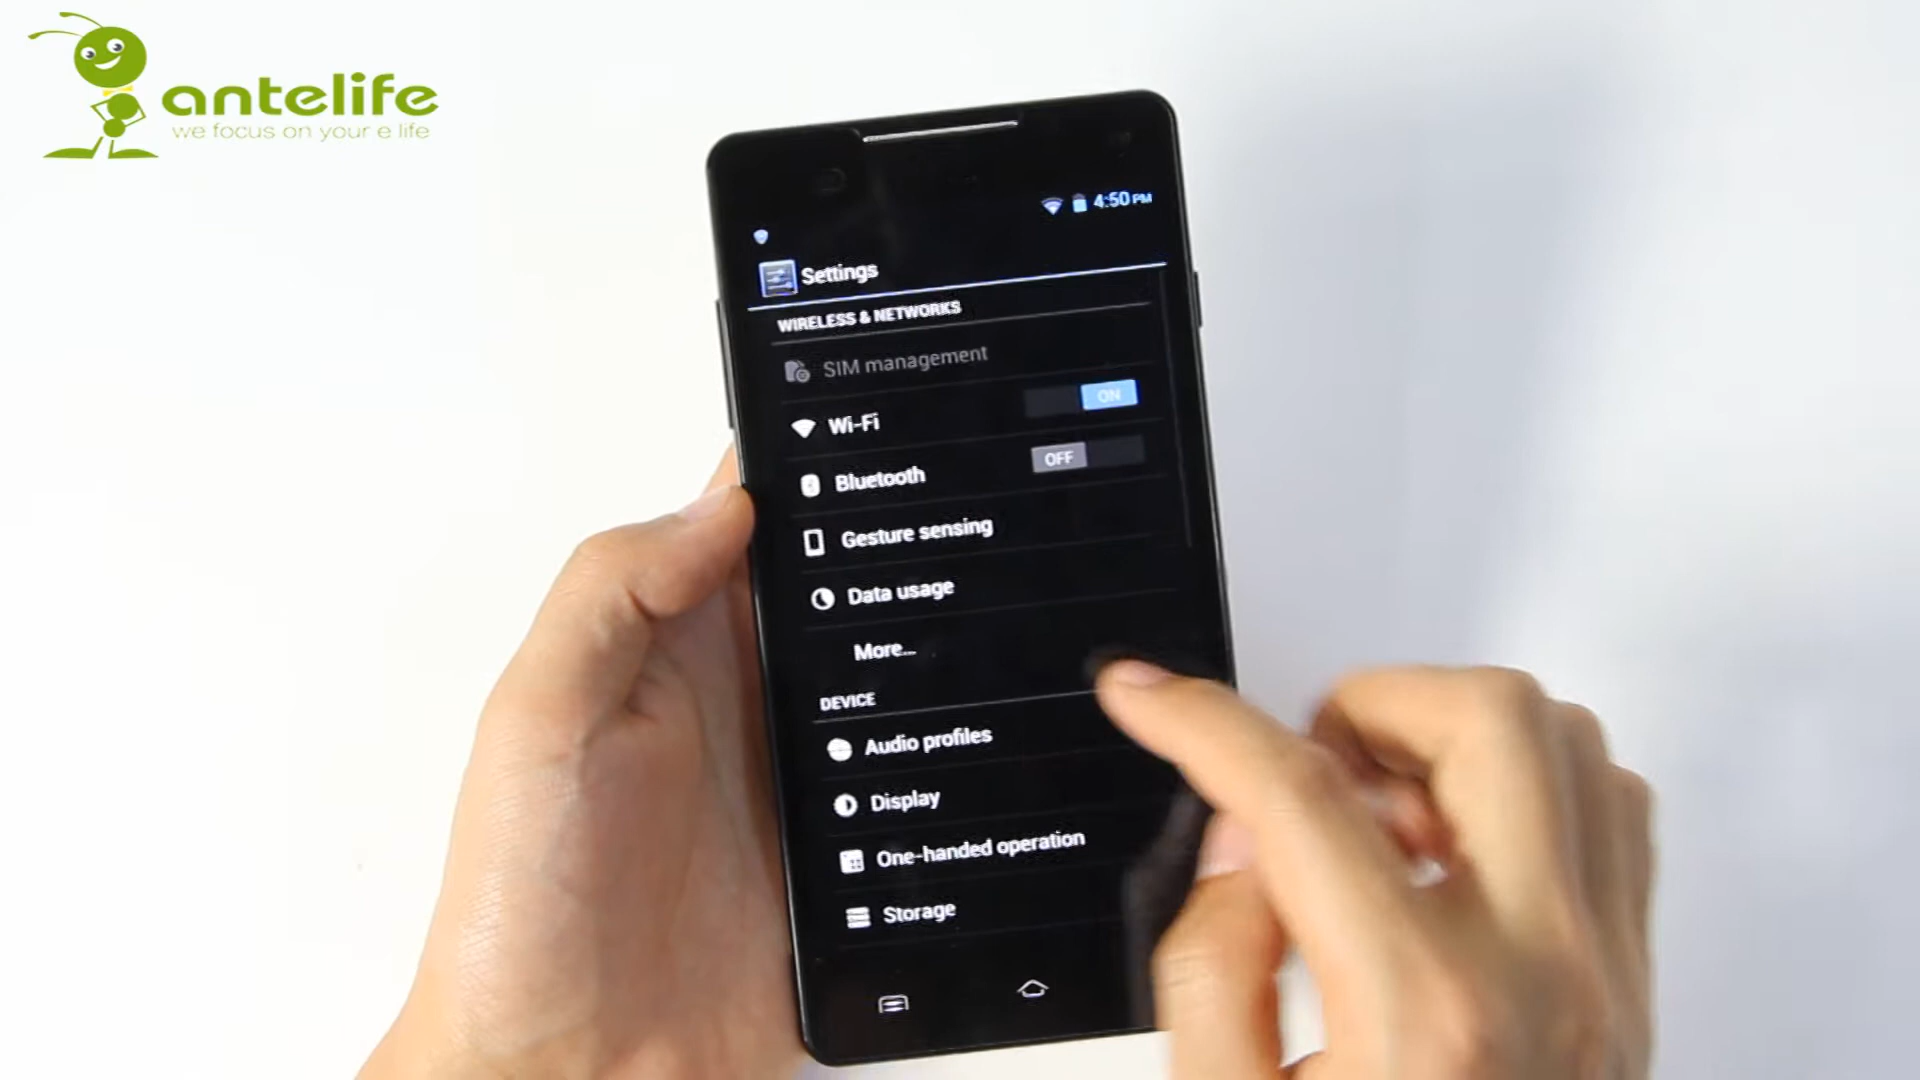 antelife
we focus on your e life
4:50 PM
Settings
WIRELESS & NETWORKS
SIM management
Wi-Fi
ON
Bluetooth
OFF
Gesture sensing
Data usage
More...
DEVICE
Audio profiles
Display
One-handed operation
Storage